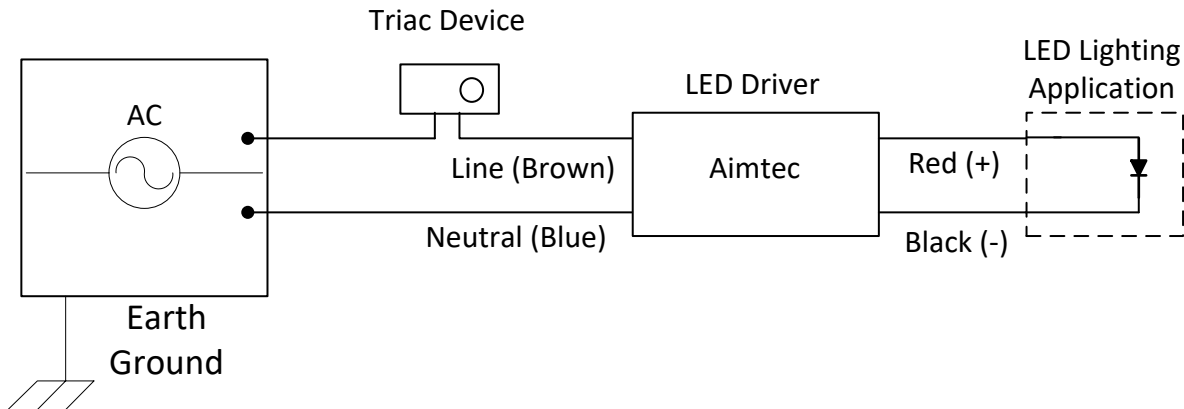 Triac Device
AC
LED Driver
LED Lighting
Application
Line (Brown)
Aimtec
Red (+)
Neutral (Blue)
Black (-)
Earth
Ground